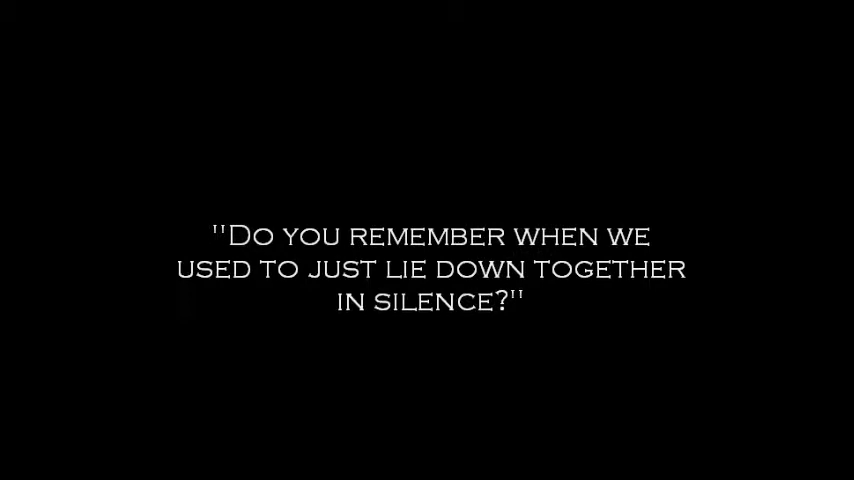 "Do you remember when we
used to just lie down together
in silence?"